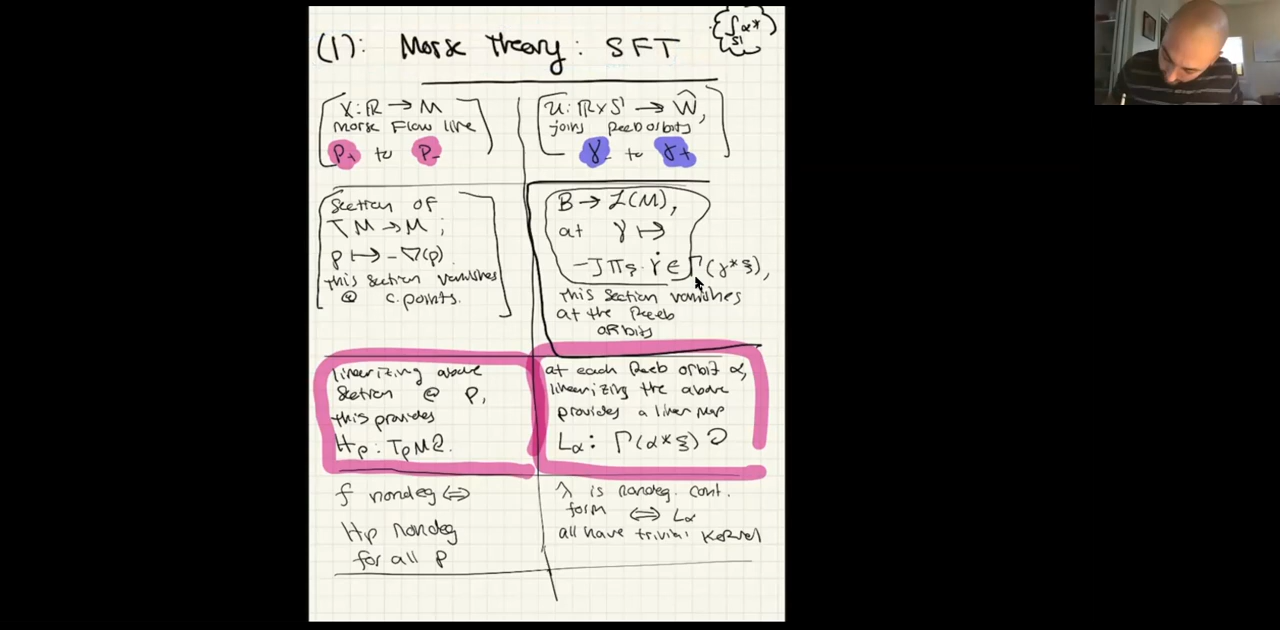 (1): Morse Theory: SFT
∫ α*
S1
γ: ℝ → M
Morse Flow line
P+ to P-
u: ℝ×S¹ → Ŵ,
joins Reeb orbits
γ- to γ+
Section of
TM → M;
p ↦ -∇(p)
this section vanishes
@ c.points.
B → L(M),
at γ ↦
-J πξ · γ̇ ∈ Γ(γ*ξ),
this section vanishes
at the Reeb
orbits
linearizing above
section @ P,
this provides
Hp: TpM
at each Reeb orbit α,
linearizing the above
provides a linear map
Lα: Γ(α*ξ)
f nondeg ⇔
Hp nondeg
for all P
λ is nondeg. cont.
form ⇔ Lα
all have trivial kernel